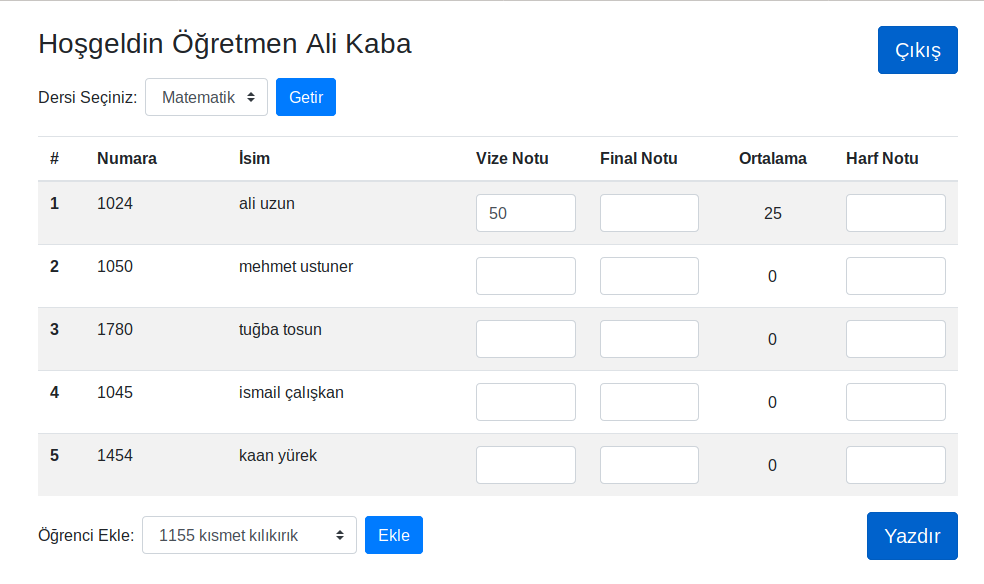 Hoşgeldin Öğretmen Ali Kaba
Çıkış
Dersi Seçiniz: Matematik Getir
# Numara İsim Vize Notu Final Notu Ortalama Harf Notu
1 1024 ali uzun 50 25
2 1050 mehmet ustuner 0
3 1780 tuğba tosun 0
4 1045 ismail çalışkan 0
5 1454 kaan yürek 0
Öğrenci Ekle: 1155 kısmet kılıkırık Ekle Yazdır